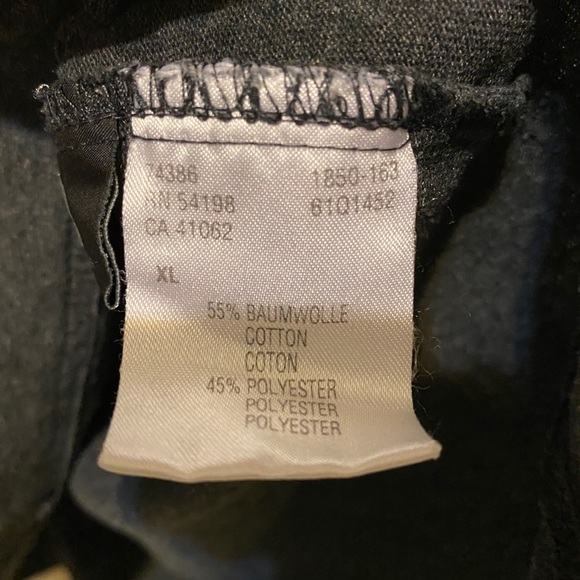 74386 1850-163
RN 54198 61Q1452
CA 41062
XL
55% BAUMWOLLE
COTTON
COTON
45% POLYESTER
POLYESTER
POLYESTER